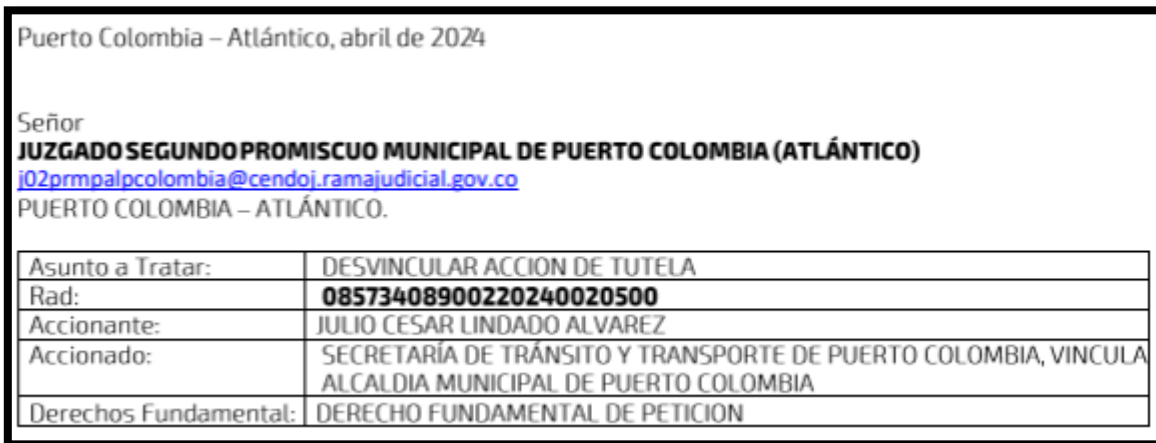 Puerto Colombia – Atlántico, abril de 2024
Señor
JUZGADO SEGUNDO PROMISCUO MUNICIPAL DE PUERTO COLOMBIA (ATLÁNTICO)
j02prmpalpcolombia@cendoj.ramajudicial.gov.co
PUERTO COLOMBIA – ATLÁNTICO.
Asunto a Tratar: DESVINCULAR ACCION DE TUTELA
Rad: 08573408900220240020500
Accionante: JULIO CESAR LINDADO ALVAREZ
Accionado: SECRETARÍA DE TRÁNSITO Y TRANSPORTE DE PUERTO COLOMBIA, VINCULA
ALCALDIA MUNICIPAL DE PUERTO COLOMBIA
Derechos Fundamental: DERECHO FUNDAMENTAL DE PETICION